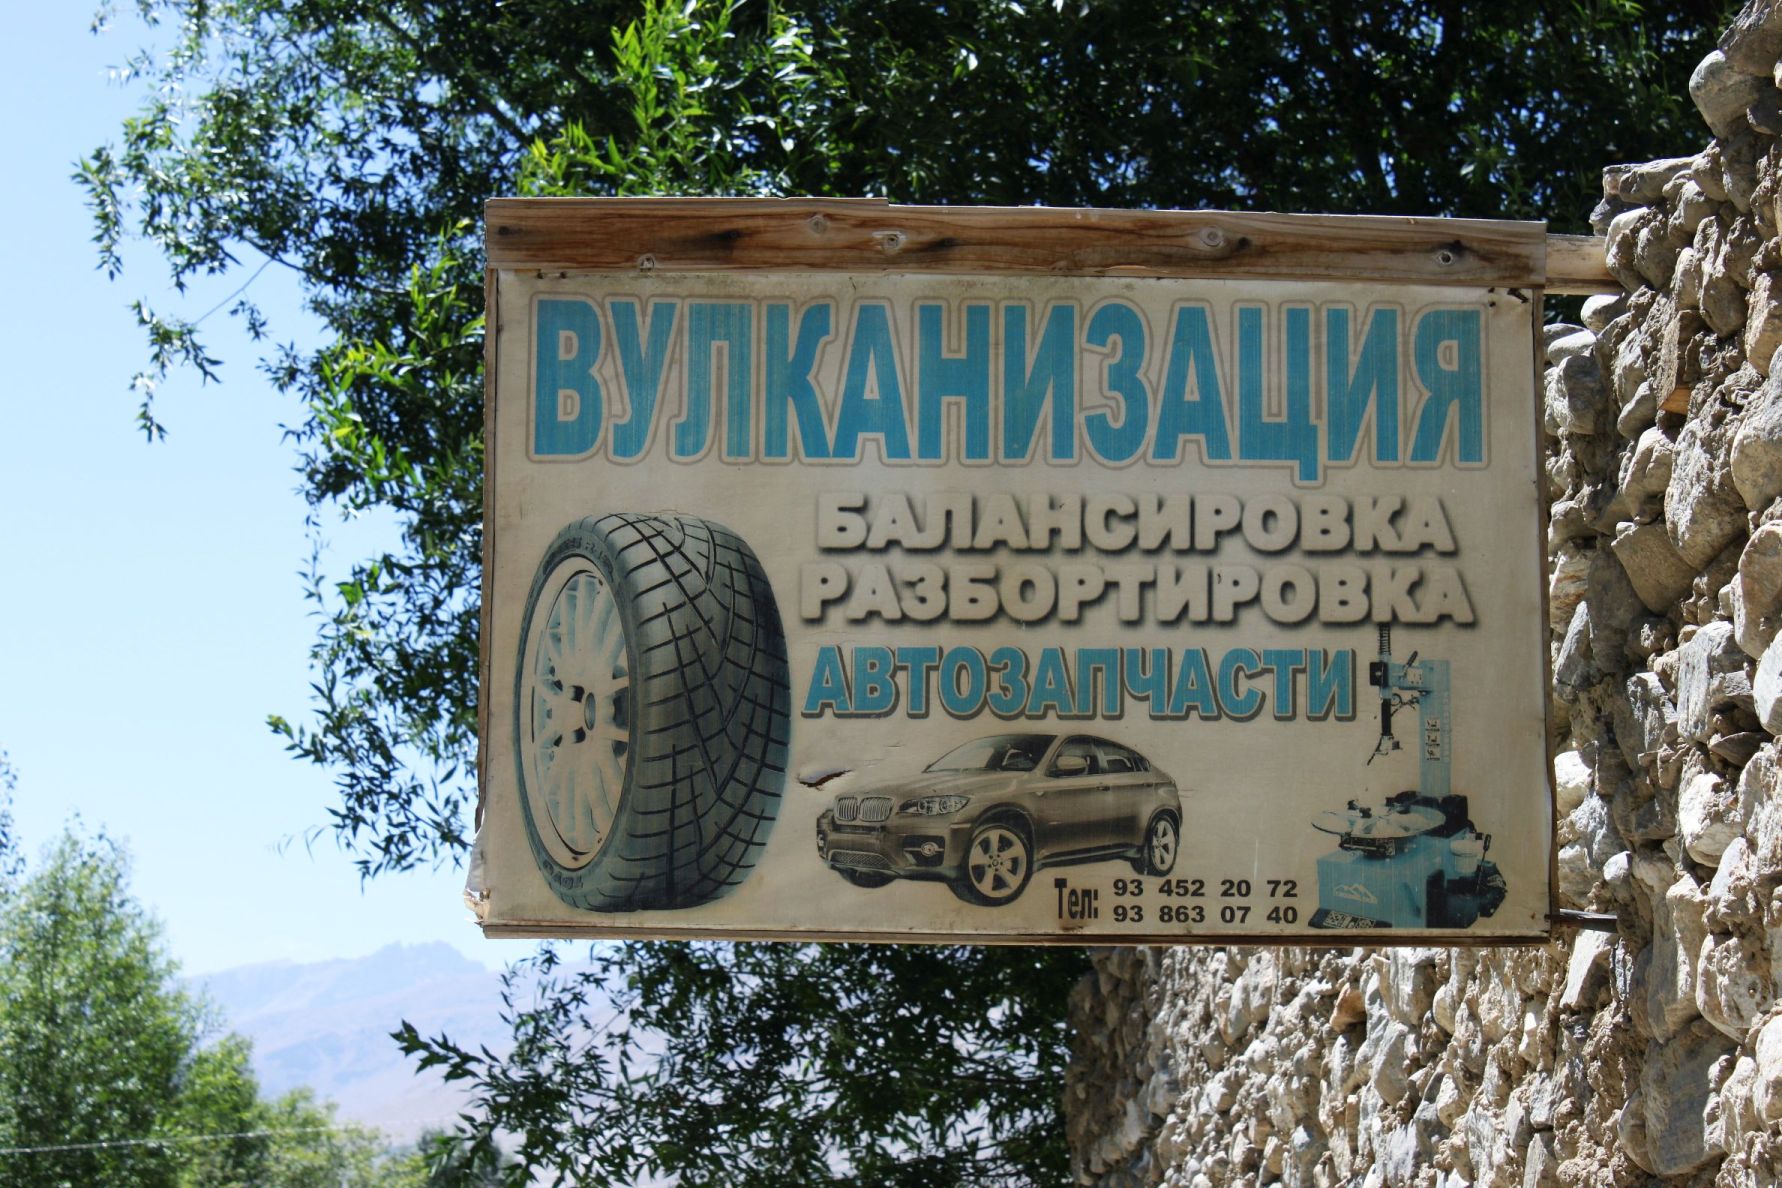 ВУЛКАНИЗАЦИЯ
БАЛАНСИРОВКА
РАЗБОРТИРОВКА
АВТОЗАПЧАСТИ
Тел: 93 452 20 72
93 863 07 40